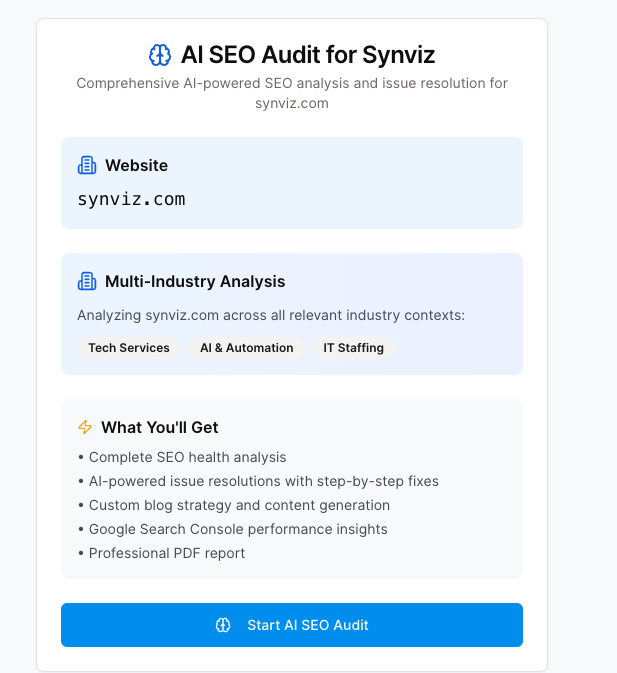 AI SEO Audit for Synviz
Comprehensive AI-powered SEO analysis and issue resolution for
synviz.com
Website
synviz.com
Multi-Industry Analysis
Analyzing synviz.com across all relevant industry contexts:
Tech Services AI & Automation IT Staffing
What You'll Get
• Complete SEO health analysis
• AI-powered issue resolutions with step-by-step fixes
• Custom blog strategy and content generation
• Google Search Console performance insights
• Professional PDF report
Start AI SEO Audit